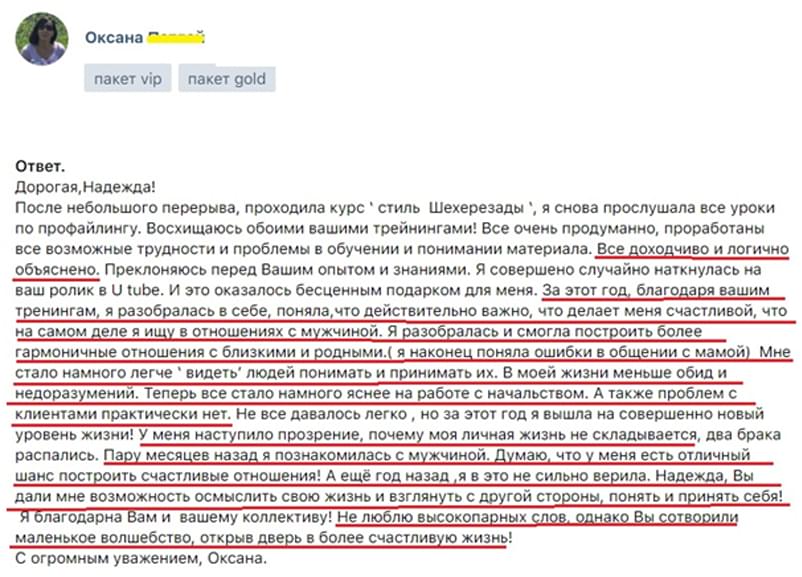 Оксана
пакет vip пакет gold
Ответ.
Дорогая,Надежда!
После небольшого перерыва, проходила курс ‛ стиль Шехерезады ‛, я снова прослушала все уроки
по профайлингу. Восхищаюсь обоими вашими трейнингами! Все очень продуманно, проработаны
все возможные трудности и проблемы в обучении и понимании материала. Все доходчиво и логично
объяснено. Преклоняюсь перед Вашим опытом и знаниями. Я совершено случайно наткнулась на
ваш ролик в U tube. И это оказалось бесценным подарком для меня. За этот год, благодаря вашим
тренингам, я разобралась в себе, поняла,что действительно важно, что делает меня счастливой, что
на самом деле я ищу в отношениях с мужчиной. Я разобралась и смогла построить более
гармоничные отношения с близкими и родными.( я наконец поняла ошибки в общении с мамой) Мне
стало намного легче ‛ видеть’ людей понимать и принимать их. В моей жизни меньше обид и
недоразумений. Теперь все стало намного яснее на работе с начальством. А также проблем с
клиентами практически нет. Не все давалось легко , но за этот год я вышла на совершенно новый
уровень жизни! У меня наступило прозрение, почему моя личная жизнь не складывается, два брака
распались. Пару месяцев назад я познакомилась с мужчиной. Думаю, что у меня есть отличный
шанс построить счастливые отношения! А ещё год назад ,я в это не сильно верила. Надежда, Вы
дали мне возможность осмыслить свою жизнь и взглянуть с другой стороны, понять и принять себя!
Я благодарна Вам и вашему коллективу! Не люблю высокопарных слов, однако Вы сотворили
маленькое волшебство, открыв дверь в более счастливую жизнь!
С огромным уважением, Оксана.